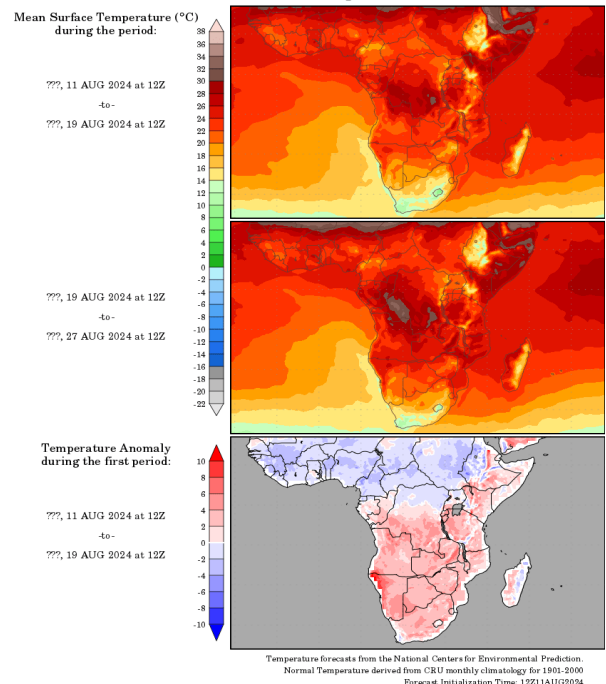 Mean Surface Temperature (°C)
during the period:
???, 11 AUG 2024 at 12Z
-to-
???, 19 AUG 2024 at 12Z
38
36
34
32
30
28
26
24
22
20
18
16
14
12
10
8
6
4
2
0
-2
-4
-6
-8
-10
-12
-14
-16
-18
-20
-22
???, 19 AUG 2024 at 12Z
-to-
???, 27 AUG 2024 at 12Z
Temperature Anomaly
during the first period:
???, 11 AUG 2024 at 12Z
-to-
???, 19 AUG 2024 at 12Z
10
8
6
4
2
0
-2
-4
-6
-8
-10
Temperature forecasts from the National Centers for Environmental Prediction.
Normal Temperature derived from CRU monthly climatology for 1901-2000
Forecast Initialization Time: 12Z11AUG2024